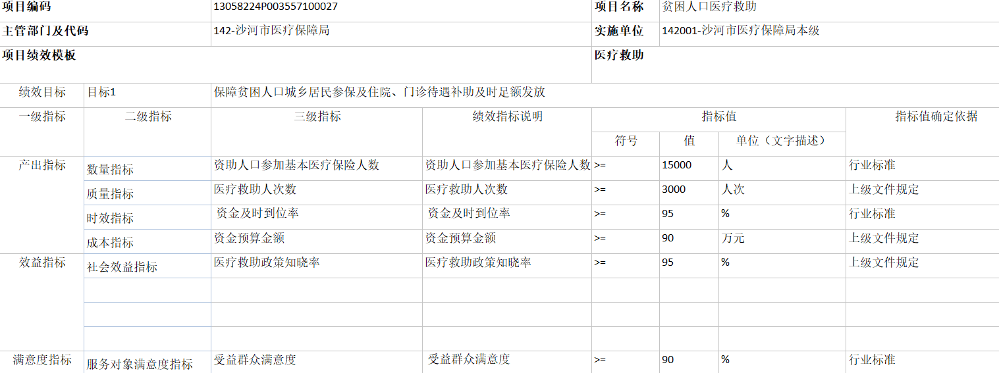 项目编码 13058224P003557100027 项目名称 贫困人口医疗救助
主管部门及代码 142-沙河市医疗保障局 实施单位 142001-沙河市医疗保障局本级
项目绩效模板 医疗救助
绩效目标 目标1 保障贫困人口城乡居民参保及住院、门诊待遇补助及时足额发放
一级指标 二级指标 三级指标 绩效指标说明 指标值 指标值确定依据
符号 值 单位（文字描述）
产出指标 数量指标 资助人口参加基本医疗保险人数 资助人口参加基本医疗保险人数 >= 15000 人 行业标准
质量指标 医疗救助人次数 医疗救助人次数 >= 3000 人次 上级文件规定
时效指标 资金及时到位率 资金及时到位率 >= 95 % 行业标准
成本指标 资金预算金额 资金预算金额 >= 90 万元 上级文件规定
效益指标 社会效益指标 医疗救助政策知晓率 医疗救助政策知晓率 >= 95 % 上级文件规定
满意度指标 服务对象满意度指标 受益群众满意度 受益群众满意度 >= 90 % 行业标准